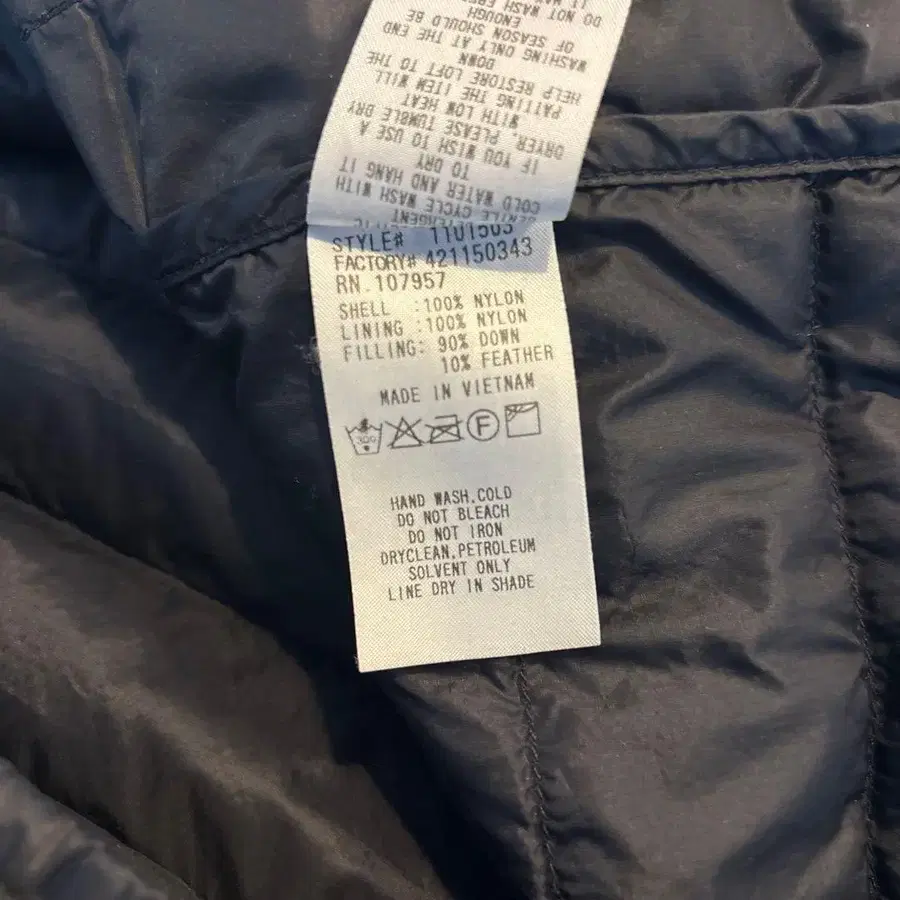 DETERGENT
GENTLE CYCLE WASH WITH
COLD WATER AND HANG IT
TO DRY
IF YOU WISH TO USE A
DRYER, PLEASE TUMBLE DRY
WITH LOW HEAT
PATTING THE ITEM WILL
HELP RESTORE LOFT TO THE
DOWN
WASHING ONLY AT THE END
OF SEASON SHOULD BE
ENOUGH
DO NOT WASH
STYLE# 1101503
FACTORY# 421150343
RN.107957
SHELL :100% NYLON
LINING :100% NYLON
FILLING: 90% DOWN
10% FEATHER
MADE IN VIETNAM
300 F
HAND WASH,COLD
DO NOT BLEACH
DO NOT IRON
DRYCLEAN,PETROLEUM
SOLVENT ONLY
LINE DRY IN SHADE